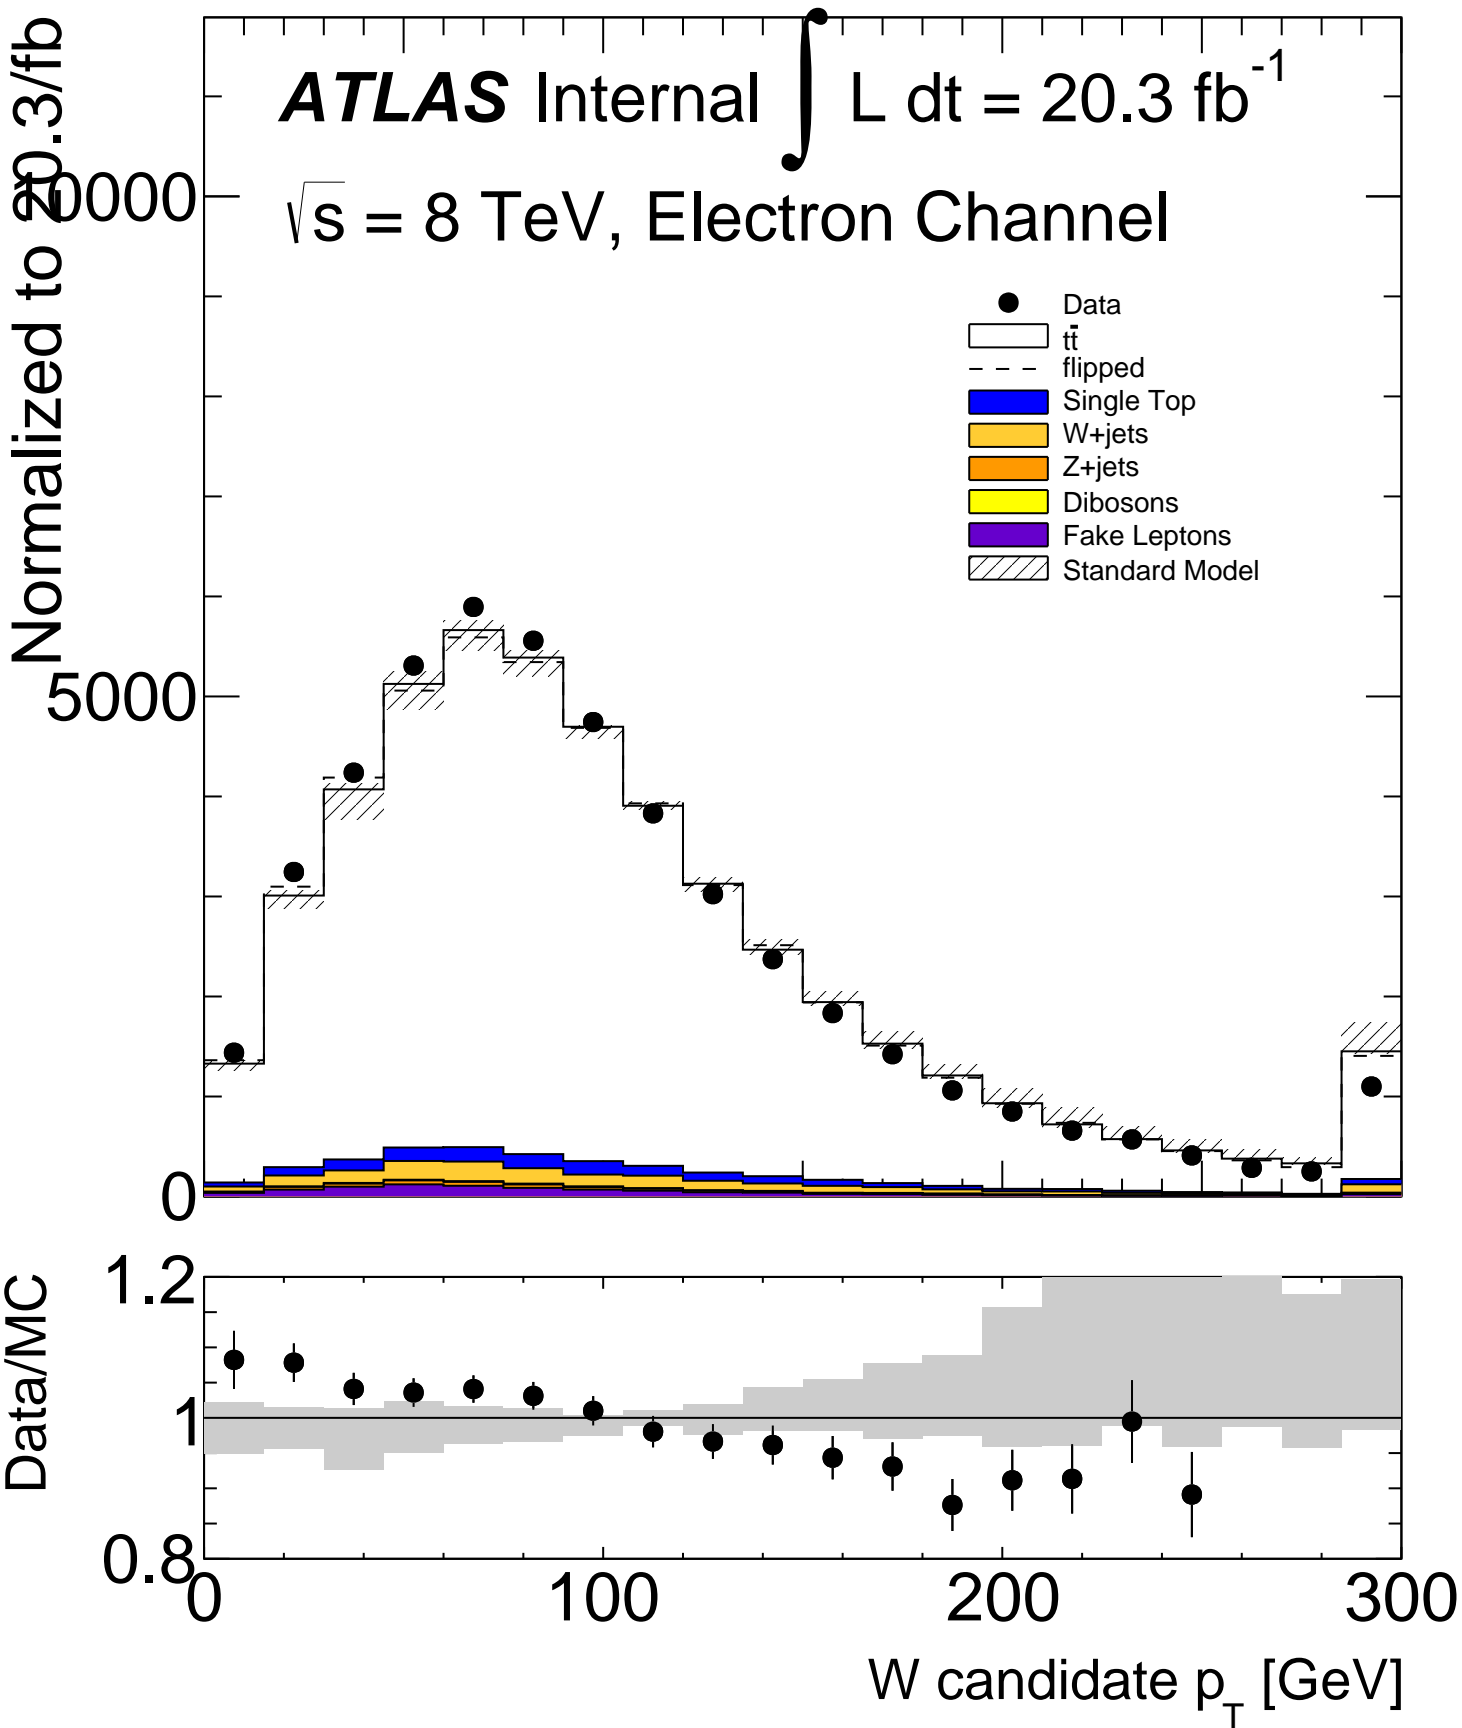 Normalized to 20.3/fb
ATLAS Internal ∫ L dt = 20.3 fb⁻¹
√s = 8 TeV, Electron Channel
10000
5000
0
Data
tt̄
flipped
Single Top
W+jets
Z+jets
Dibosons
Fake Leptons
Standard Model
Data/MC
1.2
1
0.8
0 100 200 300
W candidate p_T [GeV]